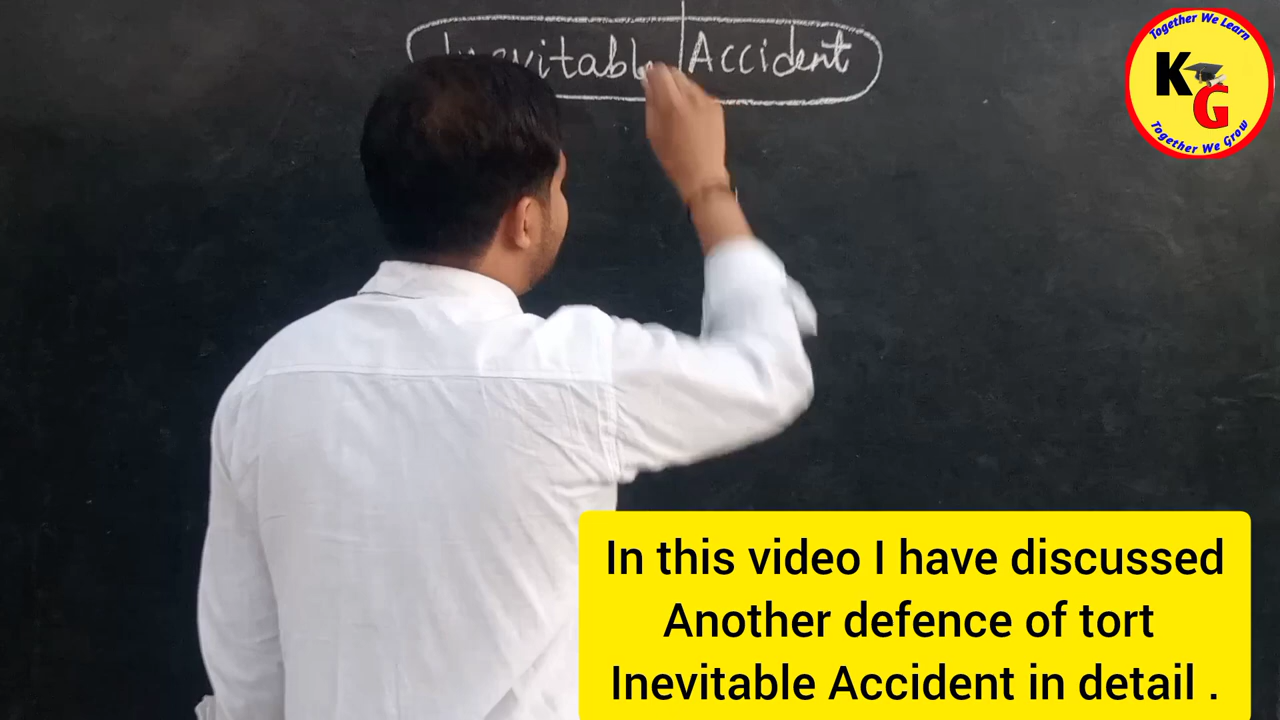 Inevitable Accident
Together We Learn
KG
Together We Grow
In this video I have discussed
Another defence of tort
Inevitable Accident in detail .